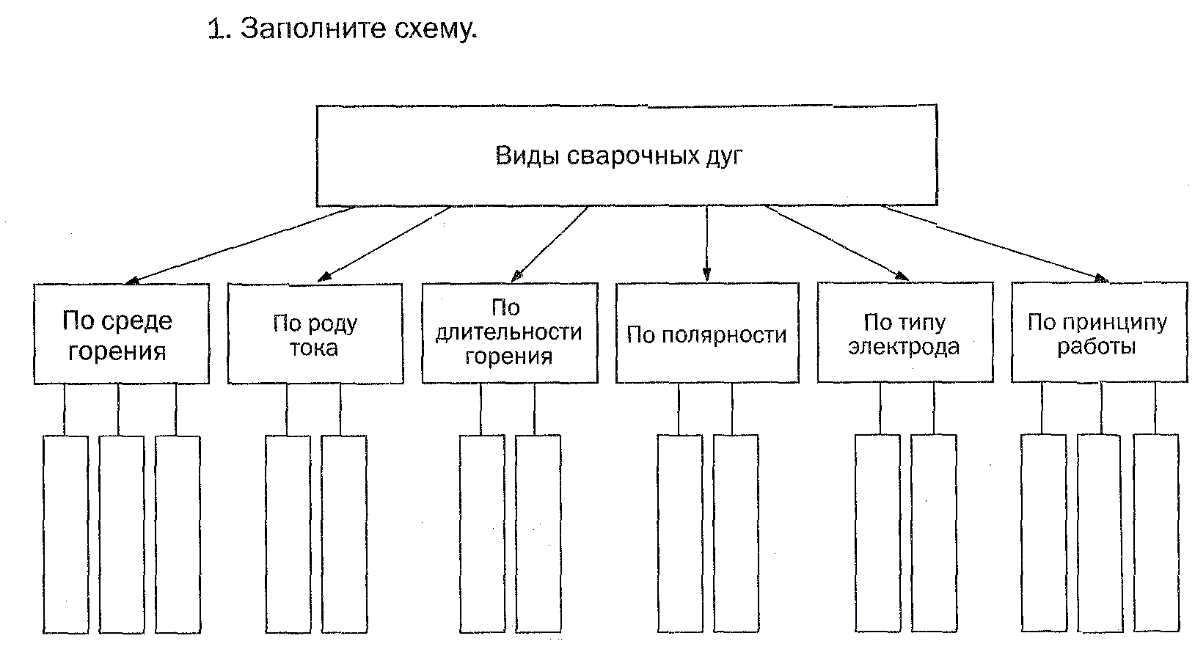 1. Заполните схему.
Виды сварочных дуг
По среде
горения
По роду
тока
По
длительности
горения
По полярности
По типу
электрода
По принципу
работы